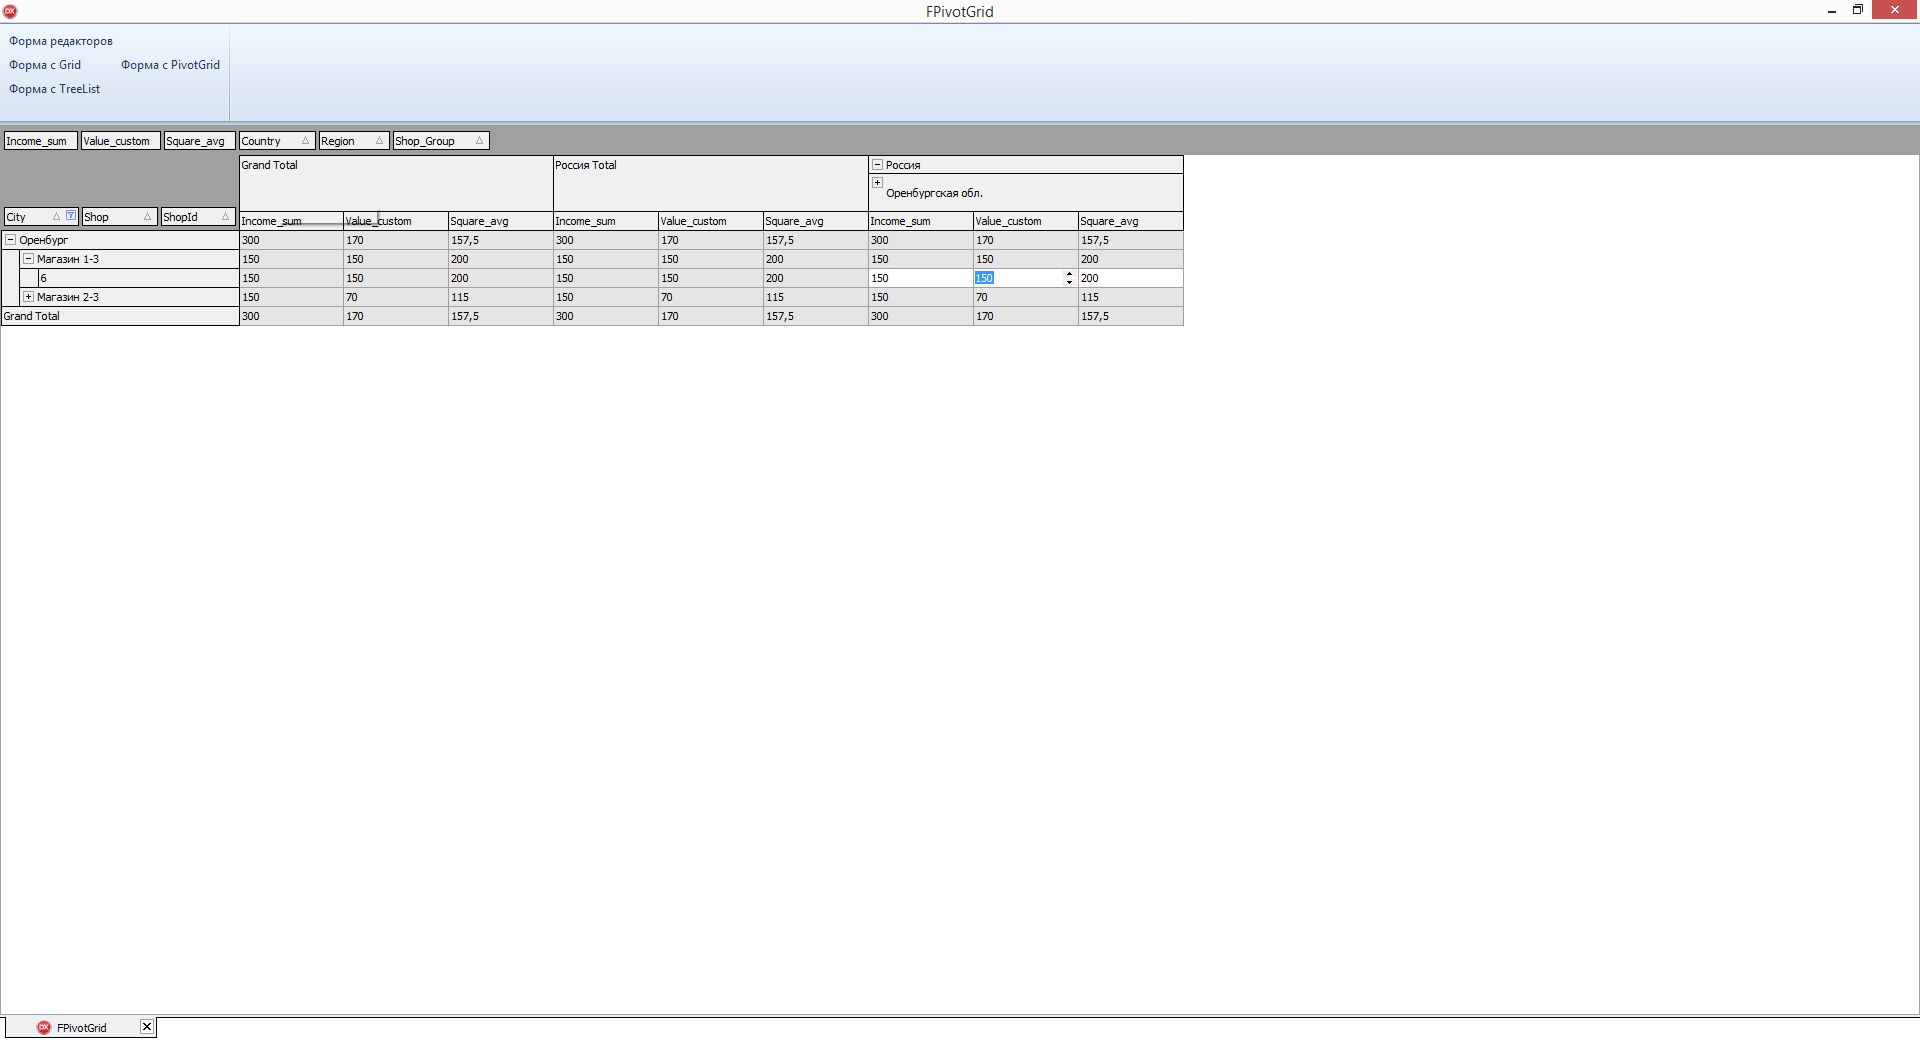 FPivotGrid
Форма редакторов
Форма с Grid Форма с PivotGrid
Форма с TreeList
Income_sum Value_custom Square_avg Country Region Shop_Group
Grand Total Россия Total Россия
Оренбургская обл.
City Shop ShopId
Income_sum Value_custom Square_avg Income_sum Value_custom Square_avg Income_sum Value_custom Square_avg
Оренбург 300 170 157,5 300 170 157,5 300 170 157,5
Магазин 1-3 150 150 200 150 150 200 150 150 200
6 150 150 200 150 150 200 150 150 200
Магазин 2-3 150 70 115 150 70 115 150 70 115
Grand Total 300 170 157,5 300 170 157,5 300 170 157,5
DX FPivotGrid